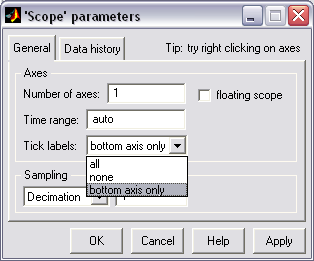 'Scope' parameters
General
Data history
Tip: try right clicking on axes
Axes
Number of axes:
1
floating scope
Time range:
auto
Tick labels:
bottom axis only
all
none
bottom axis only
Sampling
Decimation
OK
Cancel
Help
Apply